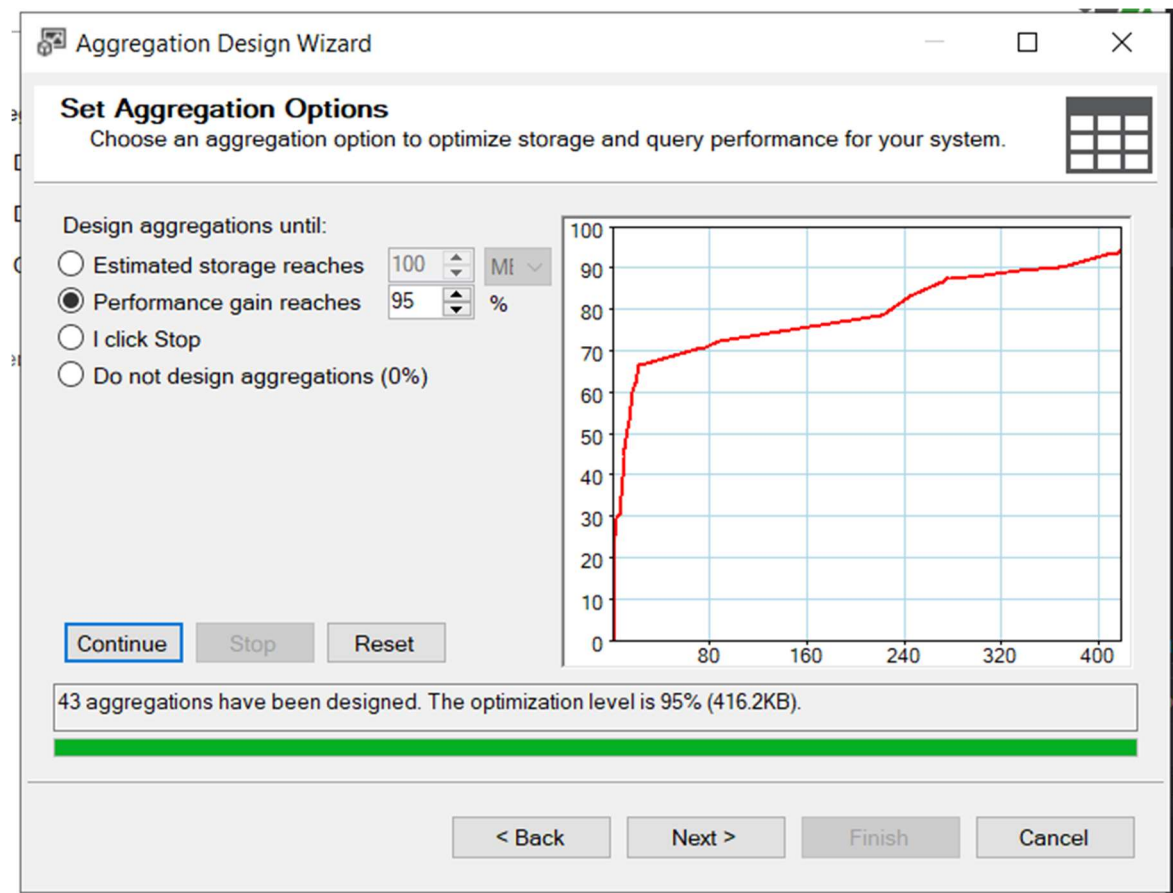 Aggregation Design Wizard
Set Aggregation Options
Choose an aggregation option to optimize storage and query performance for your system.
Design aggregations until:
Estimated storage reaches 100
Performance gain reaches 95 %
I click Stop
Do not design aggregations (0%)
100
90
80
70
60
50
40
30
20
10
0
80 160 240 320 400
Continue Stop Reset
43 aggregations have been designed. The optimization level is 95% (416.2KB).
< Back Next > Finish Cancel